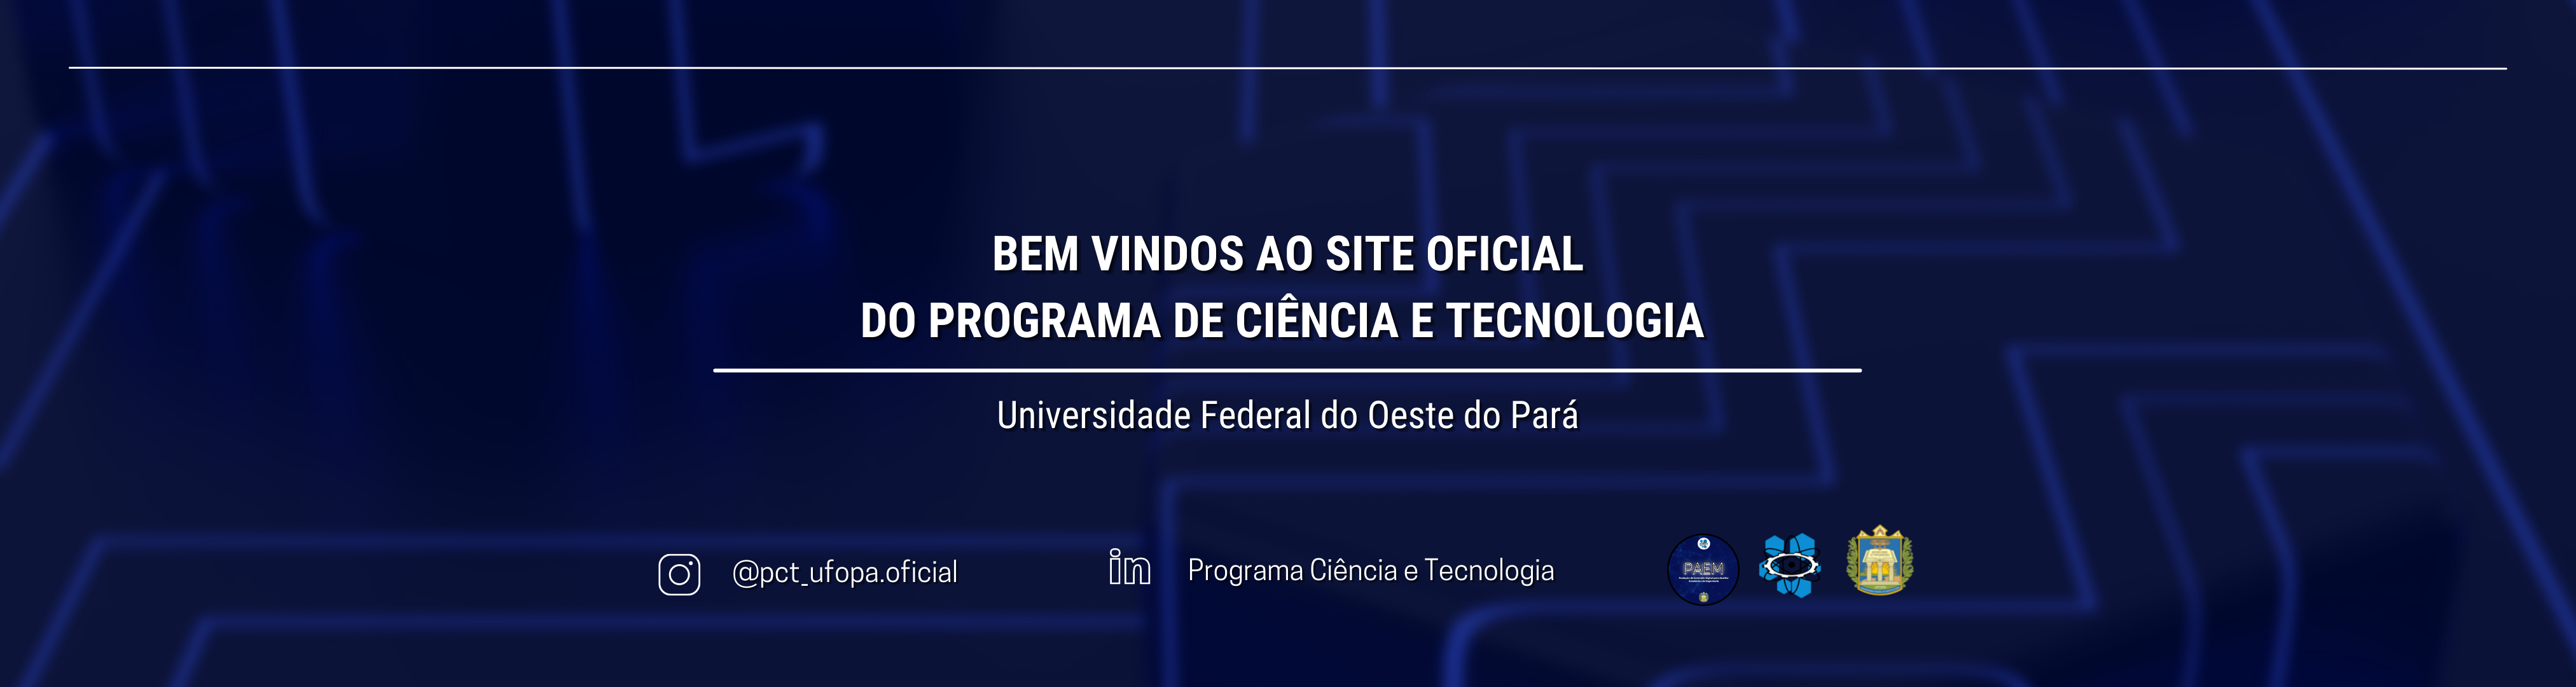 BEM VINDOS AO SITE OFICIAL
DO PROGRAMA DE CIÊNCIA E TECNOLOGIA
Universidade Federal do Oeste do Pará
@pct_ufopa.oficial
in
Programa Ciência e Tecnologia
PAEM